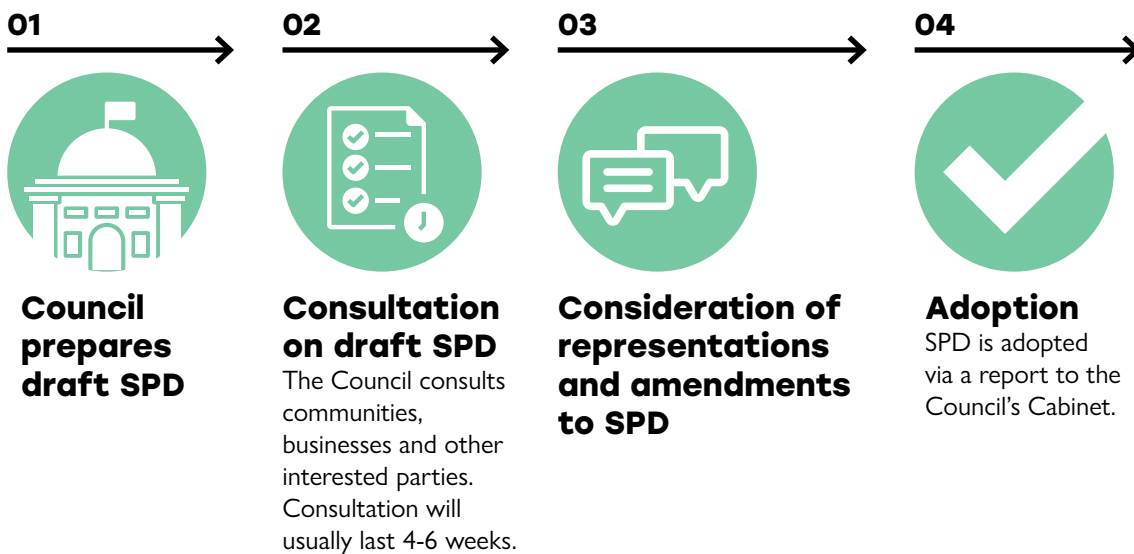 01
Council
prepares
draft SPD
02
Consultation
on draft SPD
The Council consults
communities,
businesses and other
interested parties.
Consultation will
usually last 4-6 weeks.
03
Consideration of
representations
and amendments
to SPD
04
Adoption
SPD is adopted
via a report to the
Council’s Cabinet.